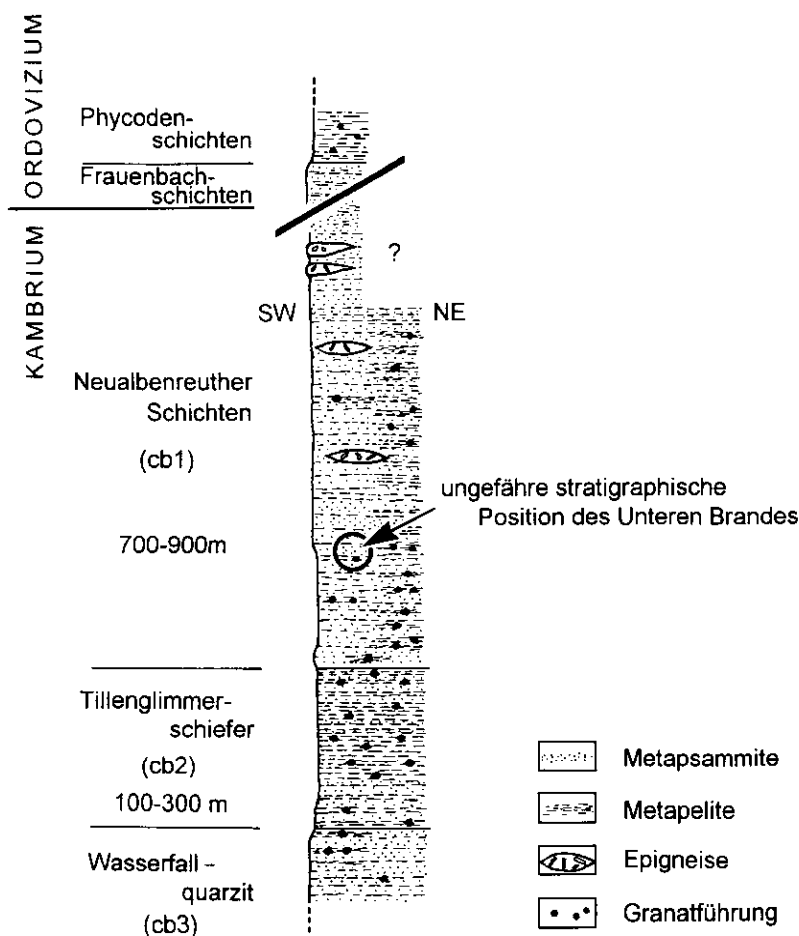 ORDOVIZIUM
Phycoden-
schichten
Frauenbach-
schichten
KAMBRIUM
?
SW
NE
Neualbenreuther
Schichten
(cb1)
700-900m
ungefähre stratigraphische
Position des Unteren Brandes
Tillenglimmer-
schiefer
(cb2)
100-300 m
Wasserfall -
quarzit
(cb3)
Metapsammite
Metapelite
Epigneise
Granatführung